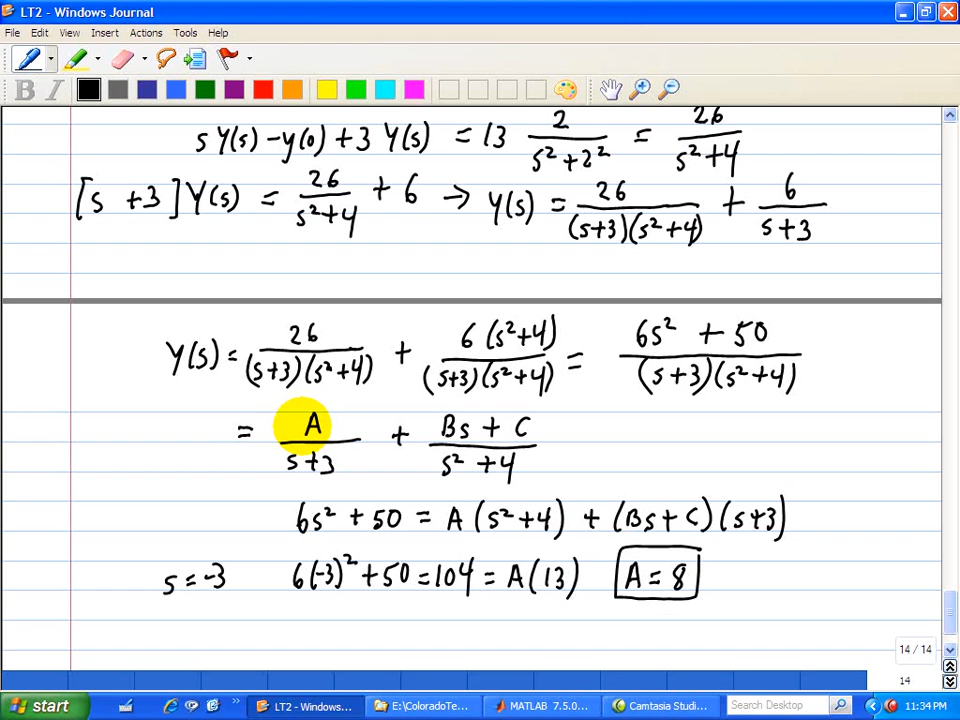 LT2 - Windows Journal
File Edit View Insert Actions Tools Help
B I
s Y(s) - y(0) + 3 Y(s) = 13 2/(s²+2²) = 26/(s²+4)
[s + 3] Y(s) = 26/(s²+4) + 6 → Y(s) = 26/((s+3)(s²+4)) + 6/(s+3)
Y(s) = 26/((s+3)(s²+4)) + 6(s²+4)/((s+3)(s²+4)) = (6s² + 50)/((s+3)(s²+4))
= A/(s+3) + (Bs + C)/(s² + 4)
6s² + 50 = A(s²+4) + (Bs+C)(s+3)
s = -3 6(-3)² + 50 = 104 = A(13) A = 8
14 / 14
14
start LT2 - Windows... E:\ColoradoTe... MATLAB 7.5.0... Camtasia Studi... Search Desktop 11:34 PM